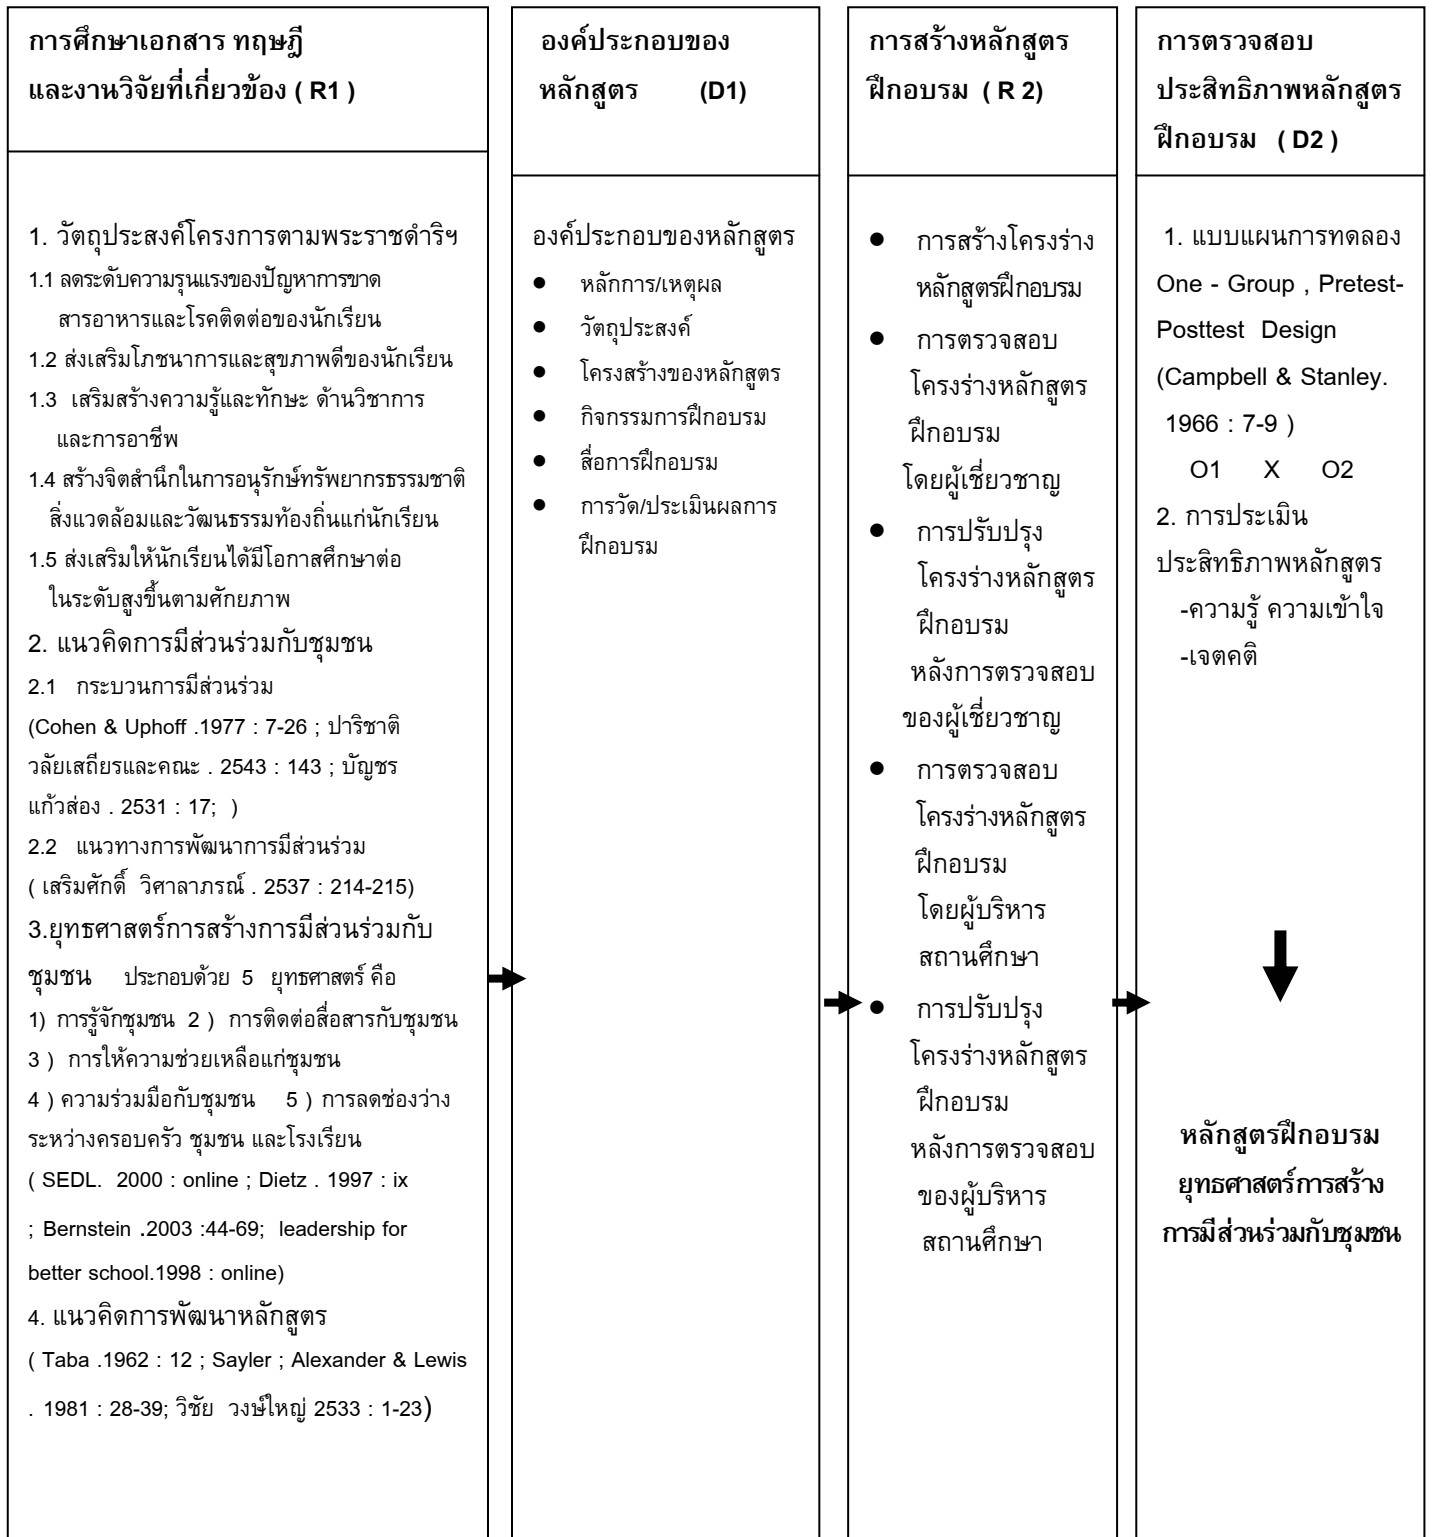 การศึกษาเอกสาร ทฤษฎี
และงานวิจัยที่เกี่ยวข้อง ( R1 )
1. วัตถุประสงค์โครงการตามพระราชดำริฯ
1.1 ลดระดับความรุนแรงของปัญหาการขาด
สารอาหารและโรคติดต่อของนักเรียน
1.2 ส่งเสริมโภชนาการและสุขภาพดีของนักเรียน
1.3 เสริมสร้างความรู้และทักษะ ด้านวิชาการ
และการอาชีพ
1.4 สร้างจิตสำนึกในการอนุรักษ์ทรัพยากรธรรมชาติ
สิ่งแวดล้อมและวัฒนธรรมท้องถิ่นแก่นักเรียน
1.5 ส่งเสริมให้นักเรียนได้มีโอกาสศึกษาต่อ
ในระดับสูงขึ้นตามศักยภาพ
2. แนวคิดการมีส่วนร่วมกับชุมชน
2.1 กระบวนการมีส่วนร่วม
(Cohen & Uphoff .1977 : 7-26 ; ปาริชาติ
วลัยเสถียรและคณะ . 2543 : 143 ; บัญชร
แก้วส่อง . 2531 : 17; )
2.2 แนวทางการพัฒนาการมีส่วนร่วม
( เสริมศักดิ์ วิศาลาภรณ์ . 2537 : 214-215)
3.ยุทธศาสตร์การสร้างการมีส่วนร่วมกับ
ชุมชน ประกอบด้วย 5 ยุทธศาสตร์ คือ
1) การรู้จักชุมชน 2 ) การติดต่อสื่อสารกับชุมชน
3 ) การให้ความช่วยเหลือแก่ชุมชน
4 ) ความร่วมมือกับชุมชน 5 ) การลดช่องว่าง
ระหว่างครอบครัว ชุมชน และโรงเรียน
( SEDL. 2000 : online ; Dietz . 1997 : ix
; Bernstein .2003 :44-69; leadership for
better school.1998 : online)
4. แนวคิดการพัฒนาหลักสูตร
( Taba .1962 : 12 ; Sayler ; Alexander & Lewis
. 1981 : 28-39; วิชัย วงษ์ใหญ่ 2533 : 1-23)
องค์ประกอบของ
หลักสูตร (D1)
องค์ประกอบของหลักสูตร
● หลักการ/เหตุผล
● วัตถุประสงค์
● โครงสร้างของหลักสูตร
● กิจกรรมการฝึกอบรม
● สื่อการฝึกอบรม
● การวัด/ประเมินผลการ
ฝึกอบรม
การสร้างหลักสูตร
ฝึกอบรม ( R 2)
● การสร้างโครงร่าง
หลักสูตรฝึกอบรม
● การตรวจสอบ
โครงร่างหลักสูตร
ฝึกอบรม
โดยผู้เชี่ยวชาญ
● การปรับปรุง
โครงร่างหลักสูตร
ฝึกอบรม
หลังการตรวจสอบ
ของผู้เชี่ยวชาญ
● การตรวจสอบ
โครงร่างหลักสูตร
ฝึกอบรม
โดยผู้บริหาร
สถานศึกษา
● การปรับปรุง
โครงร่างหลักสูตร
ฝึกอบรม
หลังการตรวจสอบ
ของผู้บริหาร
สถานศึกษา
การตรวจสอบ
ประสิทธิภาพหลักสูตร
ฝึกอบรม ( D2 )
1. แบบแผนการทดลอง
One - Group , Pretest-
Posttest Design
(Campbell & Stanley.
1966 : 7-9 )
O1 X O2
2. การประเมิน
ประสิทธิภาพหลักสูตร
-ความรู้ ความเข้าใจ
-เจตคติ
หลักสูตรฝึกอบรม
ยุทธศาสตร์การสร้าง
การมีส่วนร่วมกับชุมชน